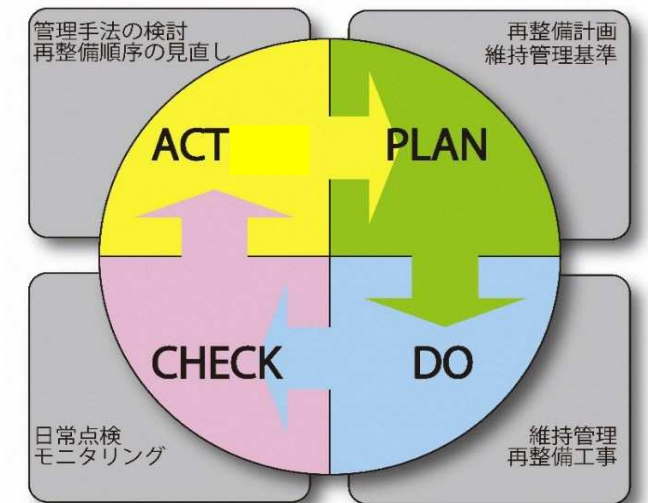 管理手法の検討
再整備順序の見直し
再整備計画
維持管理基準
ACT
PLAN
CHECK
DO
日常点検
モニタリング
維持管理
再整備工事